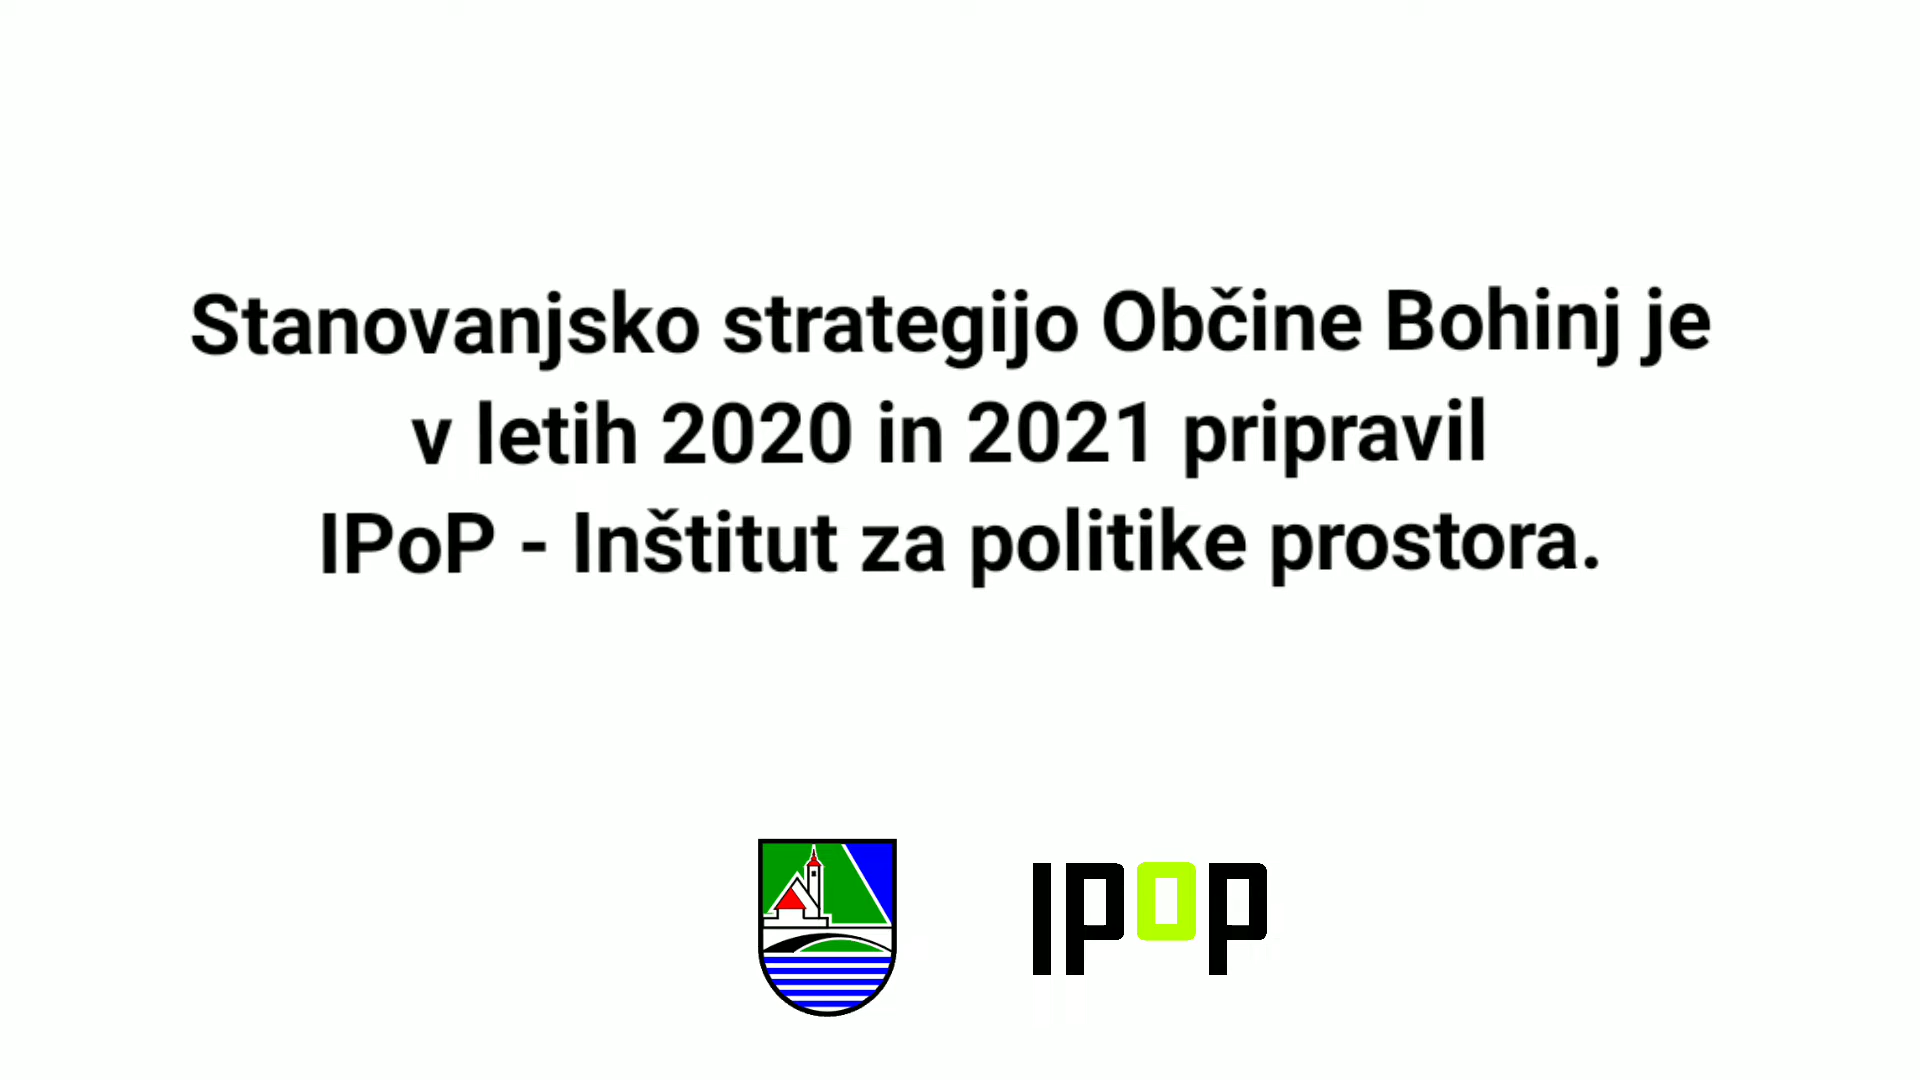 Stanovanjsko strategijo Občine Bohinj je
v letih 2020 in 2021 pripravil
IPoP - Inštitut za politike prostora.
IPOP